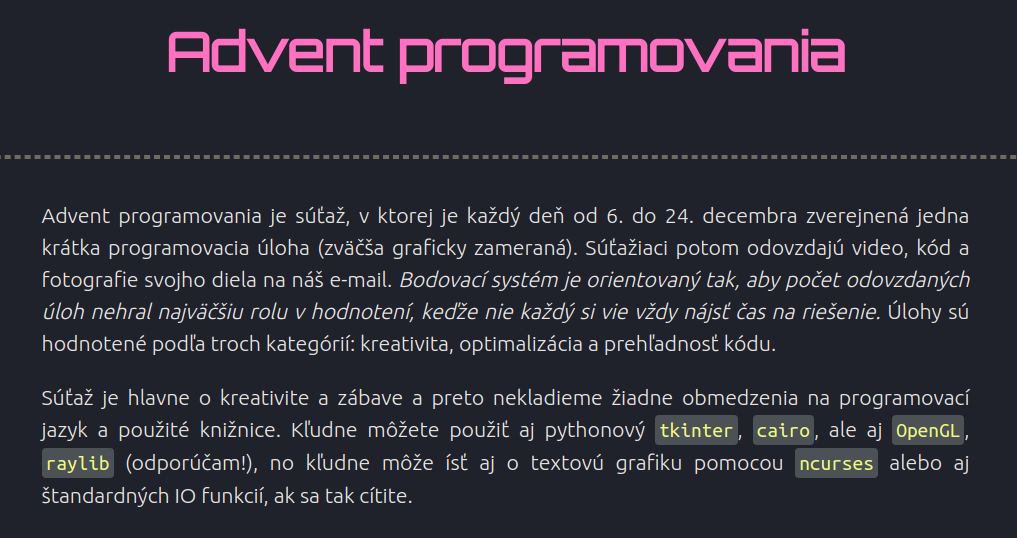 Advent programovania
Advent programovania je súťaž, v ktorej je každý deň od 6. do 24. decembra zverejnená jedna
krátka programovacia úloha (zväčša graficky zameraná). Súťažiaci potom odovzdajú video, kód a
fotografie svojho diela na náš e-mail. Bodovací systém je orientovaný tak, aby počet odovzdaných
úloh nehral najväčšiu rolu v hodnotení, keďže nie každý si vie vždy nájsť čas na riešenie. Úlohy sú
hodnotené podľa troch kategórií: kreativita, optimalizácia a prehľadnosť kódu.
Súťaž je hlavne o kreativite a zábave a preto nekladieme žiadne obmedzenia na programovací
jazyk a použité knižnice. Kľudne môžete použiť aj pythonový tkinter, cairo, ale aj OpenGL,
raylib (odporúčam!), no kľudne môže ísť aj o textovú grafiku pomocou ncurses alebo aj
štandardných IO funkcií, ak sa tak cítite.